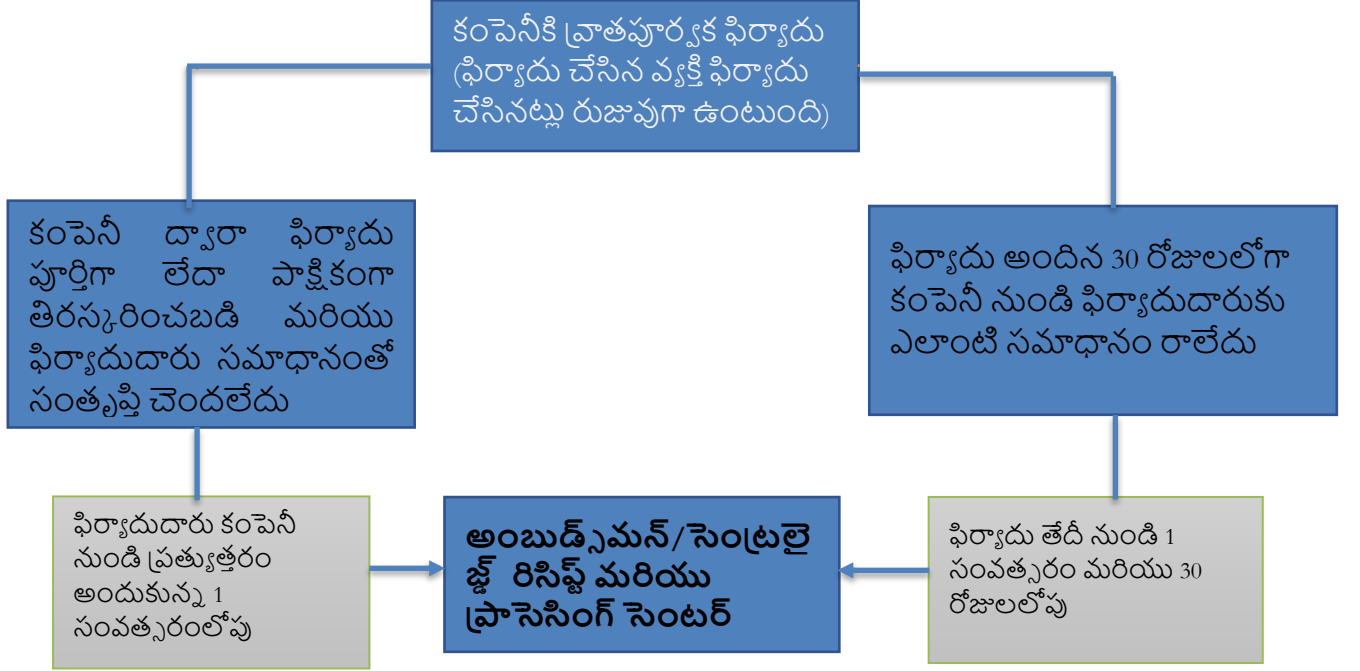 కంపెనీకి వ్రాతపూర్వక ఫిర్యాదు
(ఫిర్యాదు చేసిన వ్యక్తి ఫిర్యాదు
చేసినట్లు రుజువుగా ఉంటుంది)
కంపెనీ ద్వారా ఫిర్యాదు
పూర్తిగా లేదా పాక్షికంగా
తిరస్కరించబడి మరియు
ఫిర్యాదుదారు సమాధానంతో
సంతృప్తి చెందలేదు
ఫిర్యాదు అందిన 30 రోజులలోగా
కంపెనీ నుండి ఫిర్యాదుదారుకు
ఎలాంటి సమాధానం రాలేదు
ఫిర్యాదుదారు కంపెనీ
నుండి ప్రత్యుత్తరం
అందుకున్న 1
సంవత్సరంలోపు
అంబుడ్స్‌మన్/సెంట్రలై
జ్డ్ రిసిప్ట్ మరియు
ప్రాసెసింగ్ సెంటర్
ఫిర్యాదు తేదీ నుండి 1
సంవత్సరం మరియు 30
రోజులలోపు